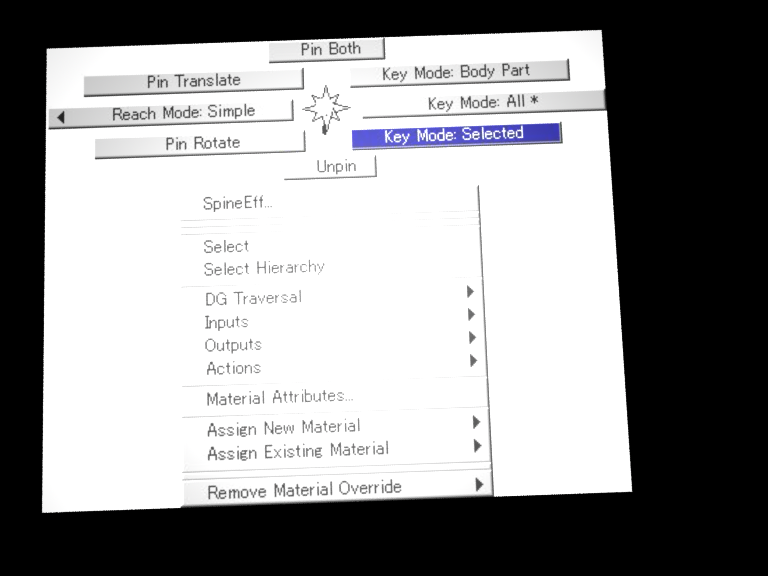 Pin Both
Pin Translate
Key Mode: Body Part
Reach Mode: Simple
Key Mode: All *
Pin Rotate
Key Mode: Selected
Unpin
SpineEff...
Select
Select Hierarchy
DG Traversal
Inputs
Outputs
Actions
Material Attributes...
Assign New Material
Assign Existing Material
Remove Material Override